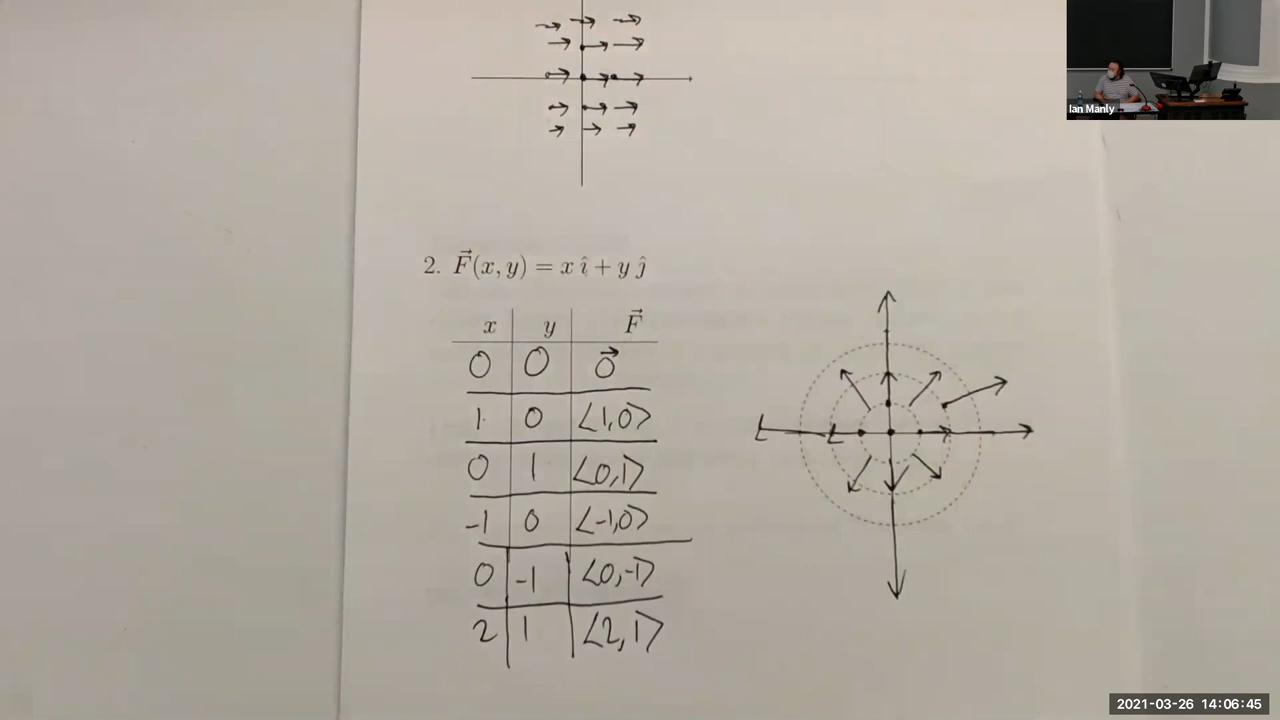 Ian Manly
2. F⃗(x, y) = x î + y ĵ
x y F⃗
0 0 0⃗
1 0 ⟨1,0⟩
0 1 ⟨0,1⟩
-1 0 ⟨-1,0⟩
0 -1 ⟨0,-1⟩
2 1 ⟨2,1⟩
2021-03-26 14:06:45